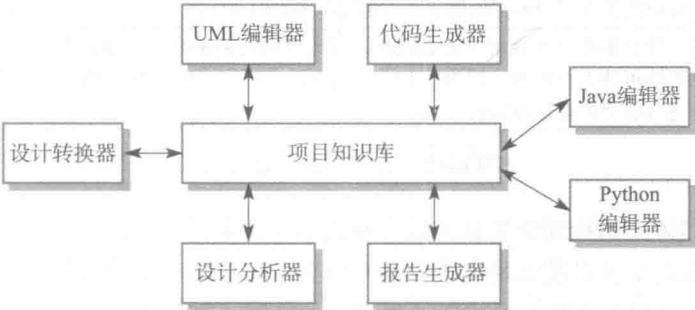 UML编辑器
代码生成器
Java编辑器
设计转换器
项目知识库
Python
编辑器
设计分析器
报告生成器